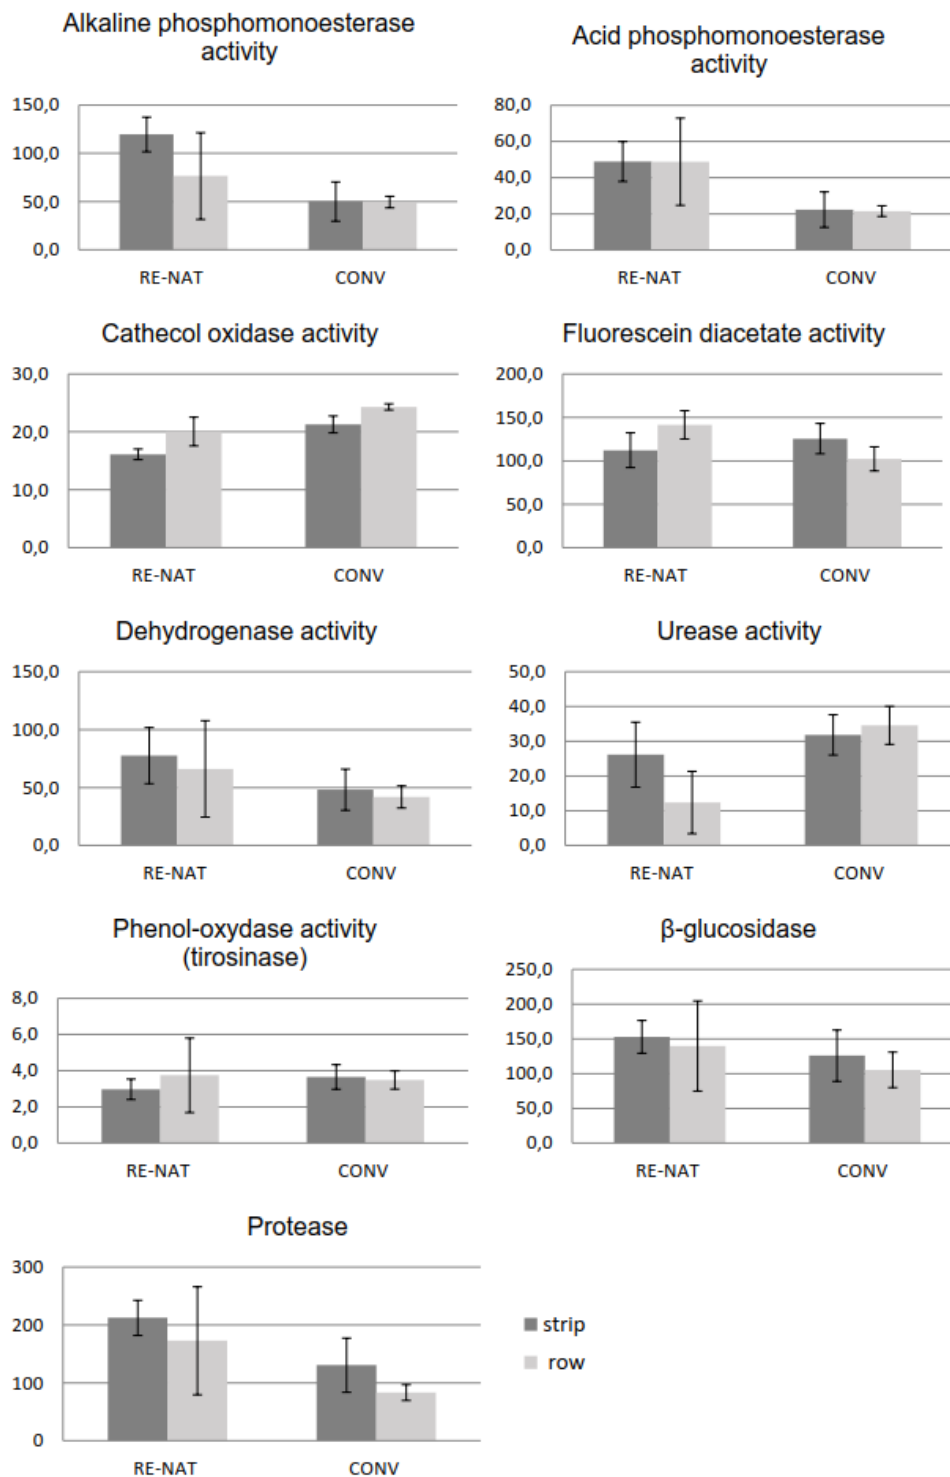 Alkaline phosphomonoesterase
activity
150,0
100,0
50,0
0,0
RE-NAT CONV
Acid phosphomonoesterase
activity
80,0
60,0
40,0
20,0
0,0
RE-NAT CONV
Cathecol oxidase activity
30,0
20,0
10,0
0,0
RE-NAT CONV
Fluorescein diacetate activity
200,0
150,0
100,0
50,0
0,0
RE-NAT CONV
Dehydrogenase activity
150,0
100,0
50,0
0,0
RE-NAT CONV
Urease activity
50,0
40,0
30,0
20,0
10,0
0,0
RE-NAT CONV
Phenol-oxydase activity
(tirosinase)
8,0
6,0
4,0
2,0
0,0
RE-NAT CONV
β-glucosidase
250,0
200,0
150,0
100,0
50,0
0,0
RE-NAT CONV
Protease
300
200
100
0
RE-NAT CONV
strip
row